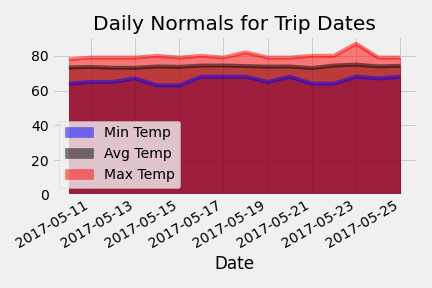 Daily Normals for Trip Dates
80
60
40
20
0
Min Temp
Avg Temp
Max Temp
2017-05-11
2017-05-13
2017-05-15
2017-05-17
2017-05-19
2017-05-21
2017-05-23
2017-05-25
Date